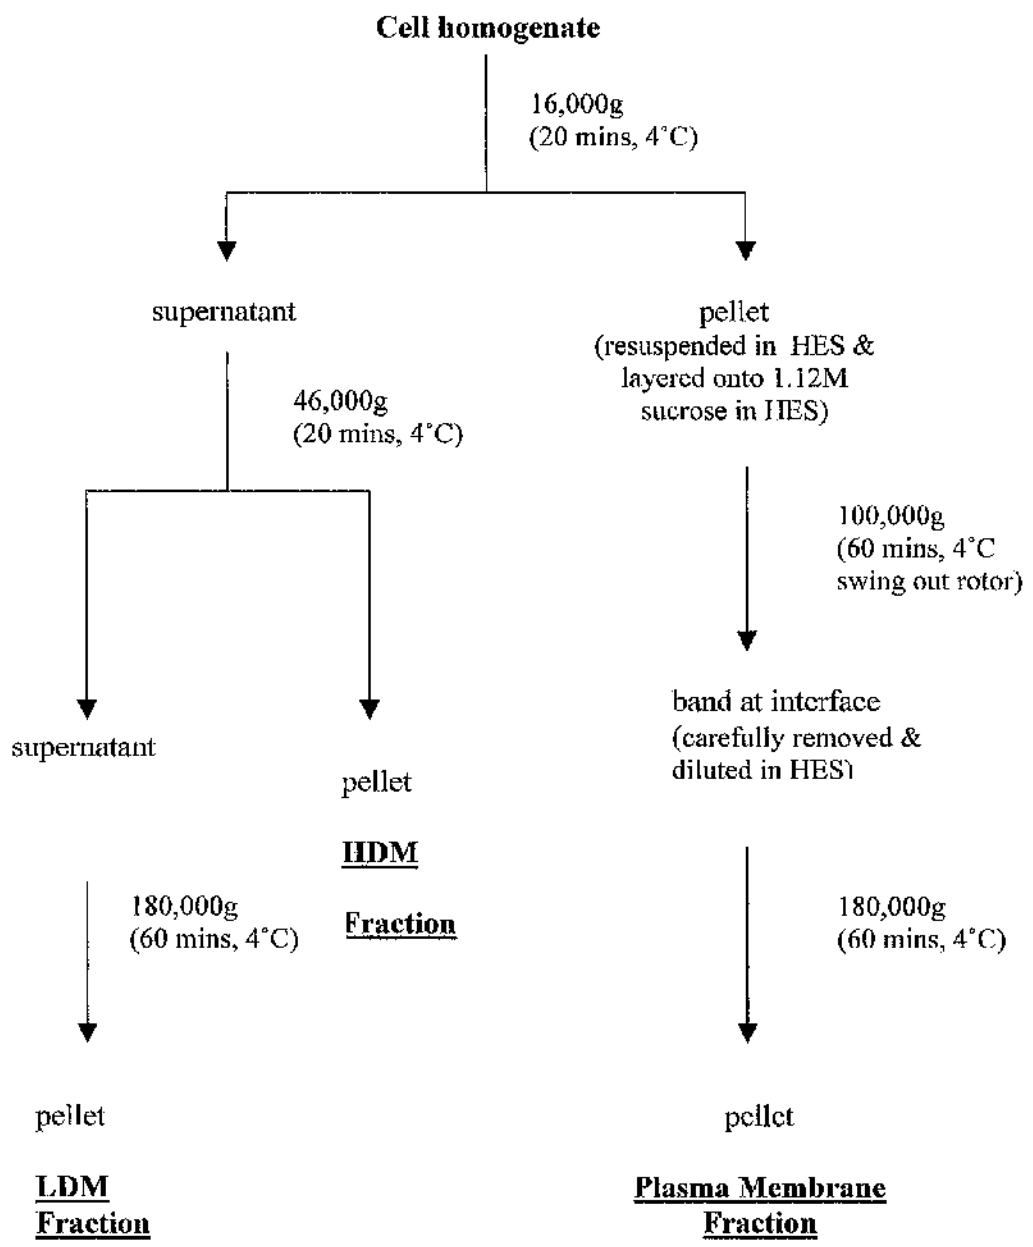 Cell homogenate
16,000g
(20 mins, 4°C)
supernatant
pellet
(resuspended in HES &
layered onto 1.12M
sucrose in HES)
46,000g
(20 mins, 4°C)
100,000g
(60 mins, 4°C
swing out rotor)
band at interface
(carefully removed &
diluted in HES)
supernatant
pellet
HDM
Fraction
180,000g
(60 mins, 4°C)
180,000g
(60 mins, 4°C)
pellet
LDM
Fraction
pellet
Plasma Membrane
Fraction